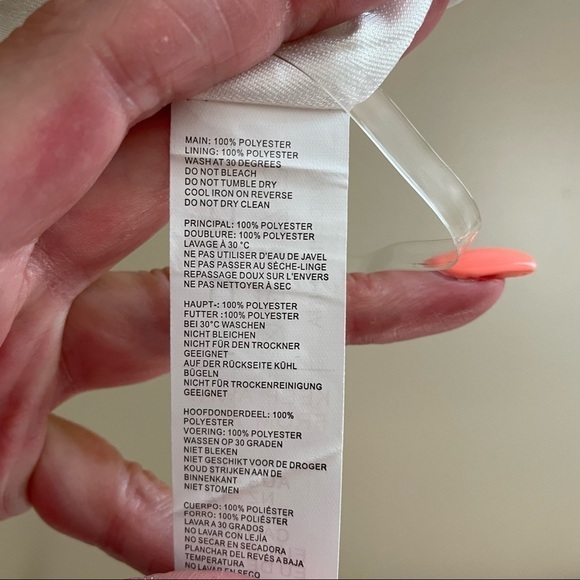 MAIN: 100% POLYESTER
LINING: 100% POLYESTER
WASH AT 30 DEGREES
DO NOT BLEACH
DO NOT TUMBLE DRY
COOL IRON ON REVERSE
DO NOT DRY CLEAN
PRINCIPAL: 100% POLYESTER
DOUBLURE: 100% POLYESTER
LAVAGE À 30 °C
NE PAS UTILISER D'EAU DE JAVEL
NE PAS PASSER AU SÈCHE-LINGE
REPASSAGE DOUX SUR L'ENVERS
NE PAS NETTOYER À SEC
HAUPT-: 100% POLYESTER
FUTTER :100% POLYESTER
BEI 30°C WASCHEN
NICHT BLEICHEN
NICHT FÜR DEN TROCKNER
GEEIGNET
AUF DER RÜCKSEITE KÜHL
BÜGELN
NICHT FÜR TROCKENREINIGUNG
GEEIGNET
HOOFDONDERDEEL: 100%
POLYESTER
VOERING: 100% POLYESTER
WASSEN OP 30 GRADEN
NIET BLEKEN
NIET GESCHIKT VOOR DE DROGER
KOUD STRIJKEN AAN DE
BINNENKANT
NIET STOMEN
CUERPO: 100% POLIÉSTER
FORRO: 100% POLIÉSTER
LAVAR A 30 GRADOS
NO LAVAR CON LEJÍA
NO SECAR EN SECADORA
PLANCHAR DEL REVÉS A BAJA
TEMPERATURA
NO LAVAR EN SECO